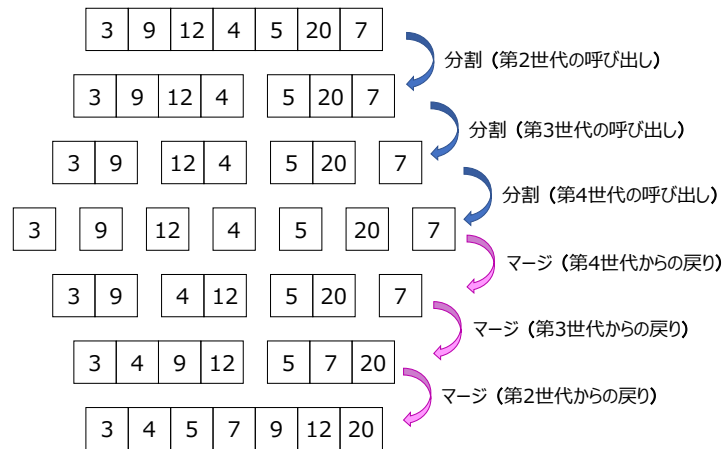 3 9 12 4 5 20 7
分割 (第2世代の呼び出し)
3 9 12 4 5 20 7
分割 (第3世代の呼び出し)
3 9 12 4 5 20 7
分割 (第4世代の呼び出し)
3 9 12 4 5 20 7
マージ (第4世代からの戻り)
3 9 4 12 5 20 7
マージ (第3世代からの戻り)
3 4 9 12 5 7 20
マージ (第2世代からの戻り)
3 4 5 7 9 12 20